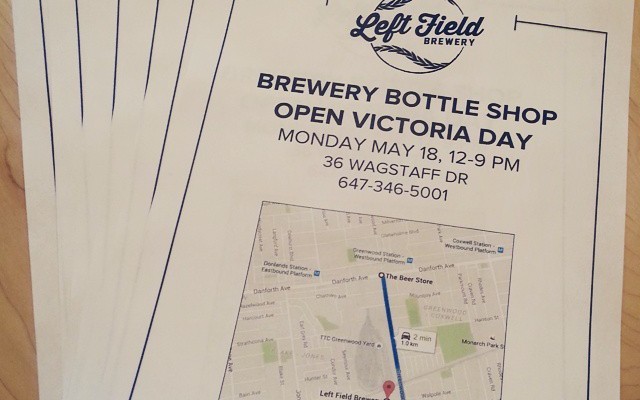 Left Field
BREWERY
BREWERY BOTTLE SHOP
OPEN VICTORIA DAY
MONDAY MAY 18, 12-9 PM
36 WAGSTAFF DR
647-346-5001
Coxwell Station -
Westbound Platform
Greenwood Station -
Westbound Platform
Donlands Station -
Eastbound Platform
Danforth Ave
The Beer Store
Danforth Ave
TTC Greenwood Yard
2 min
1.0 km
Monarch Park S
Left Field Brewer